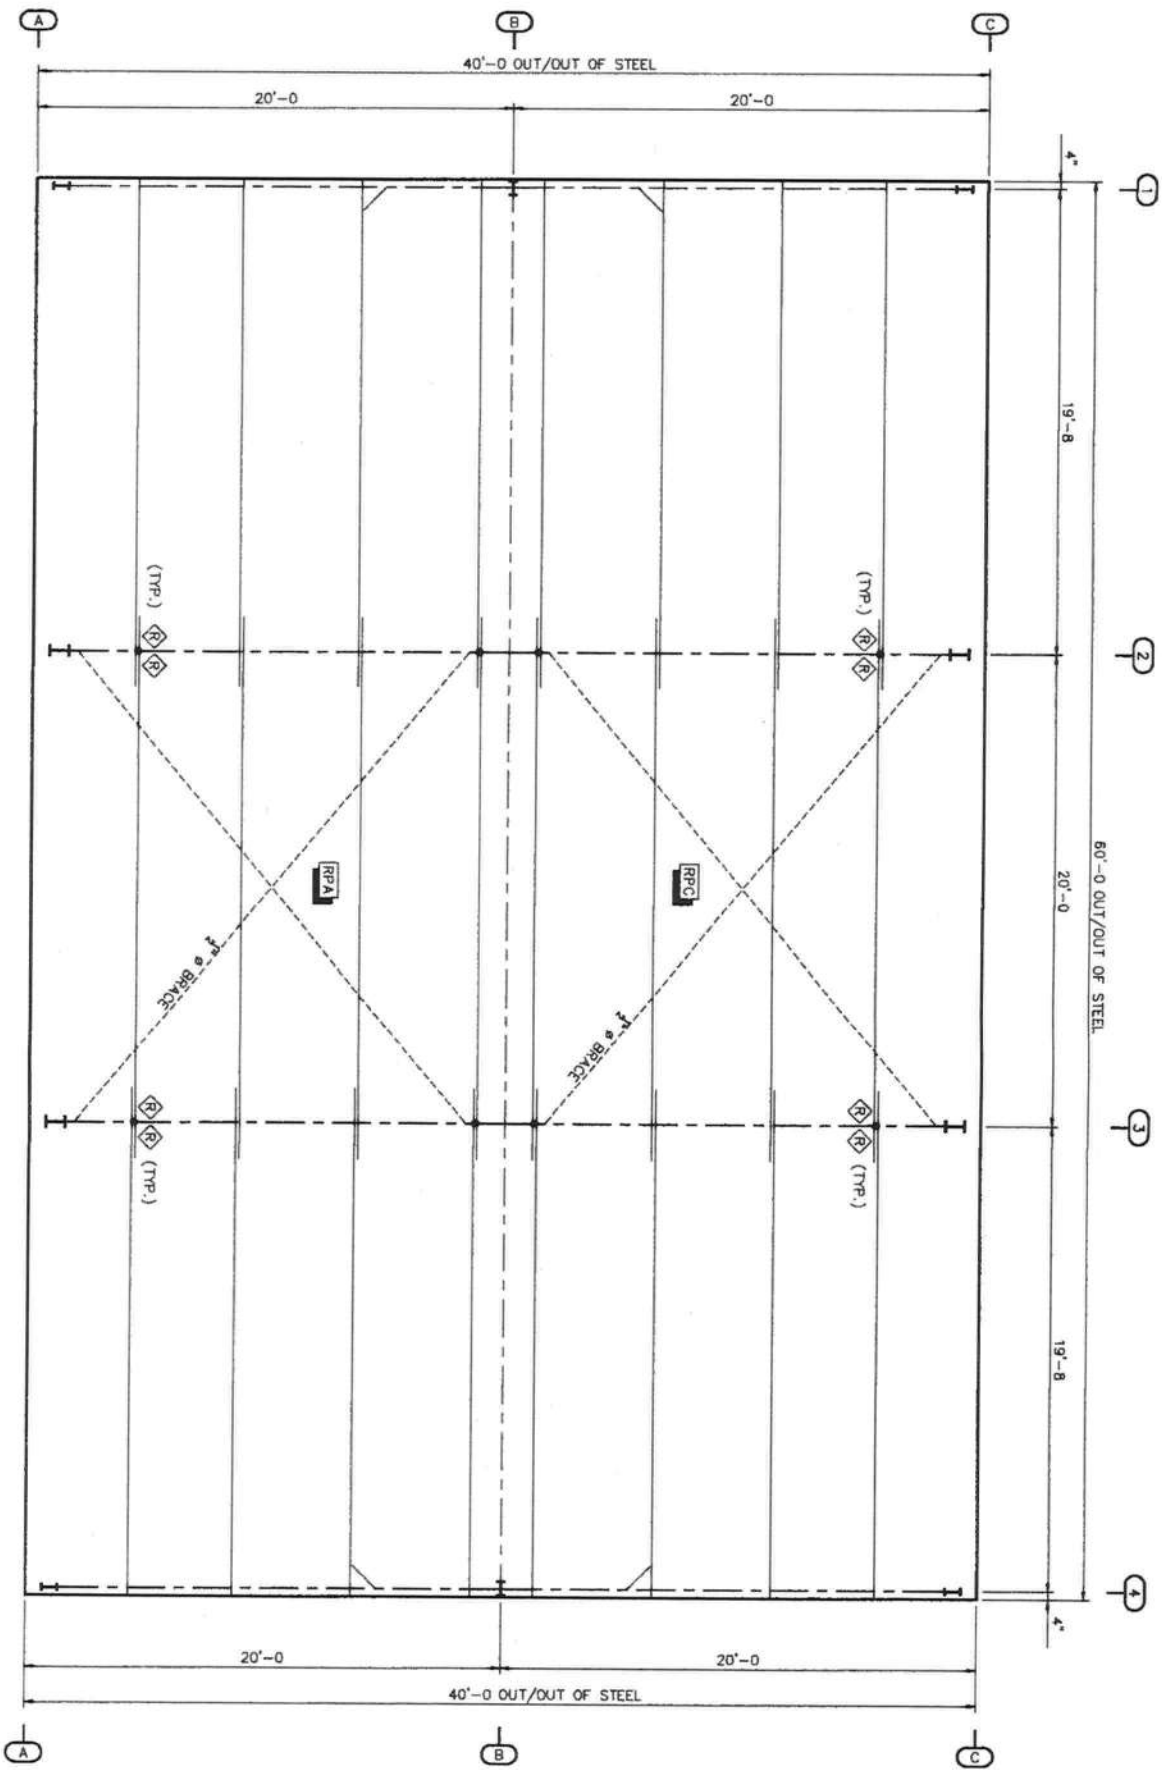 A
B
C
40'-0 OUT/OUT OF STEEL
20'-0
20'-0
4"
1
19'-8
60'-0 OUT/OUT OF STEEL
(TYP.)
R
R
(TYP.)
R
R
2
20'-0
RPA
RPC
BRACE
BRACE
R
R
(TYP.)
R
R
(TYP.)
3
19'-8
4
4"
20'-0
20'-0
40'-0 OUT/OUT OF STEEL
A
B
C